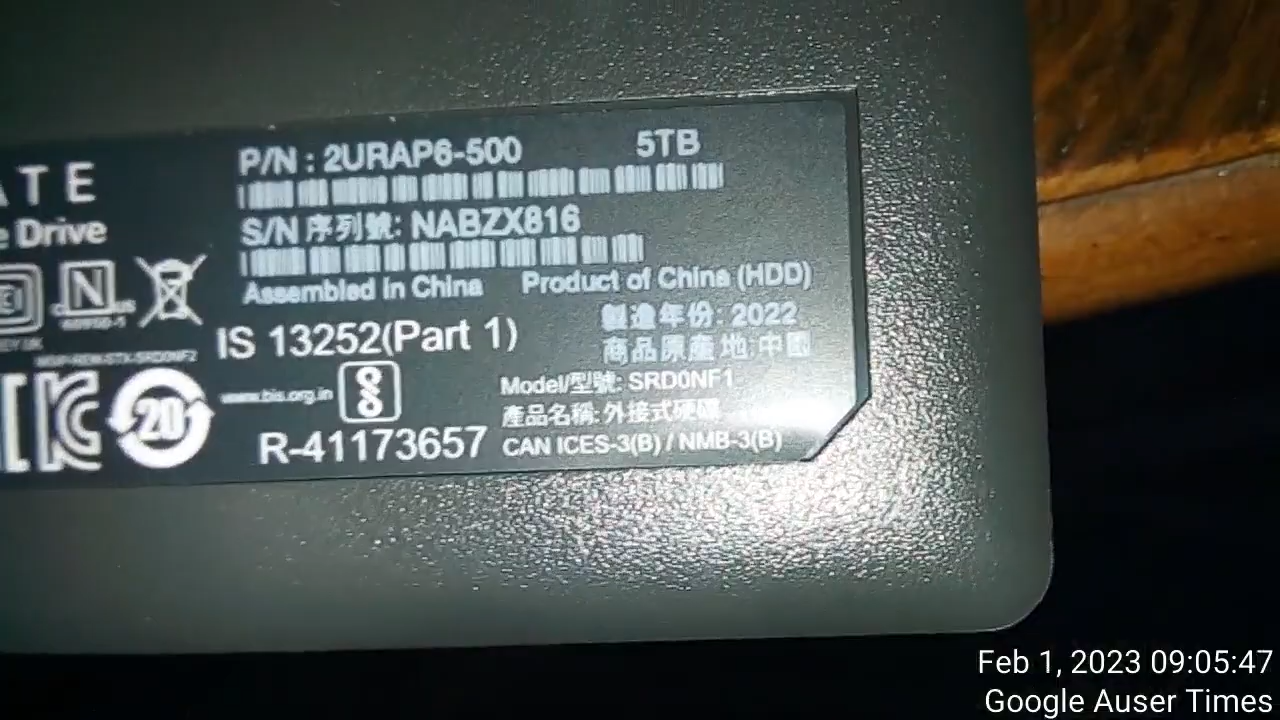 ATE
P/N : 2URAP6-500 5TB
e Drive
S/N 序列號: NABZX816
Assembled in China Product of China (HDD)
製造年份: 2022
IS 13252(Part 1)
商品原產地:中國
Model/型號: SRD0NF1
www.bis.org.in
產品名稱: 外接式硬碟
20
R-41173657
CAN ICES-3(B) / NMB-3(B)
Feb 1, 2023 09:05:47
Google Auser Times